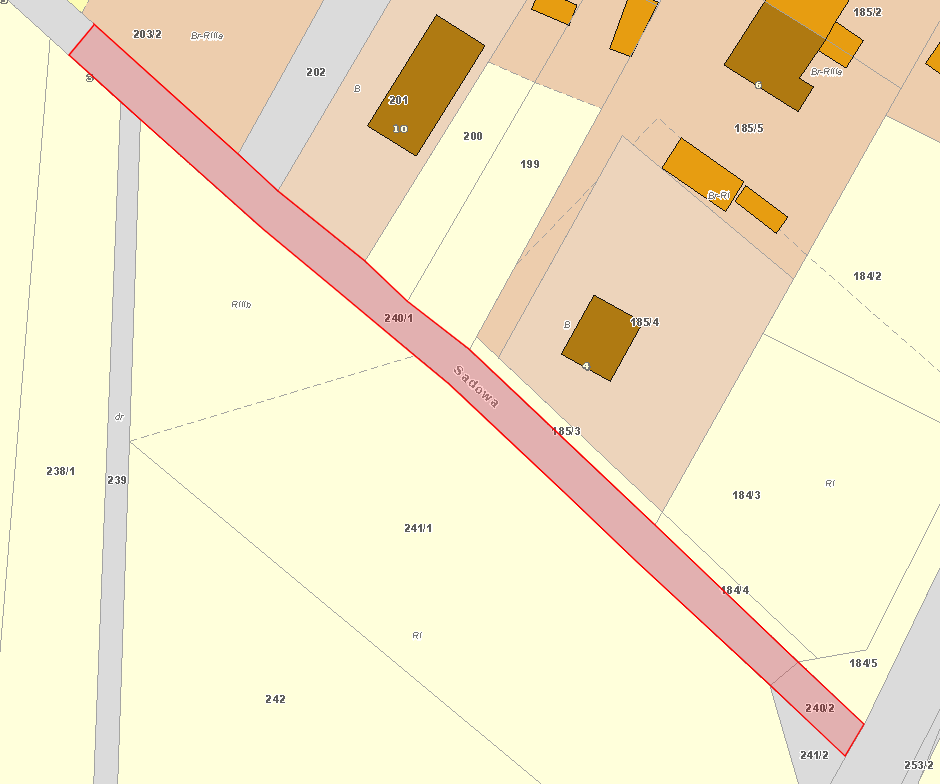 185/2
203/2
Br-RIIIa
202
Br-RIIIa
6
B
201
10
185/5
200
199
Br-RI
184/2
RIIIb
240/1
B
185/4
4
Sadowa
dr
185/3
238/1
239
RI
184/3
241/1
184/4
RI
184/5
242
240/2
241/2
253/2